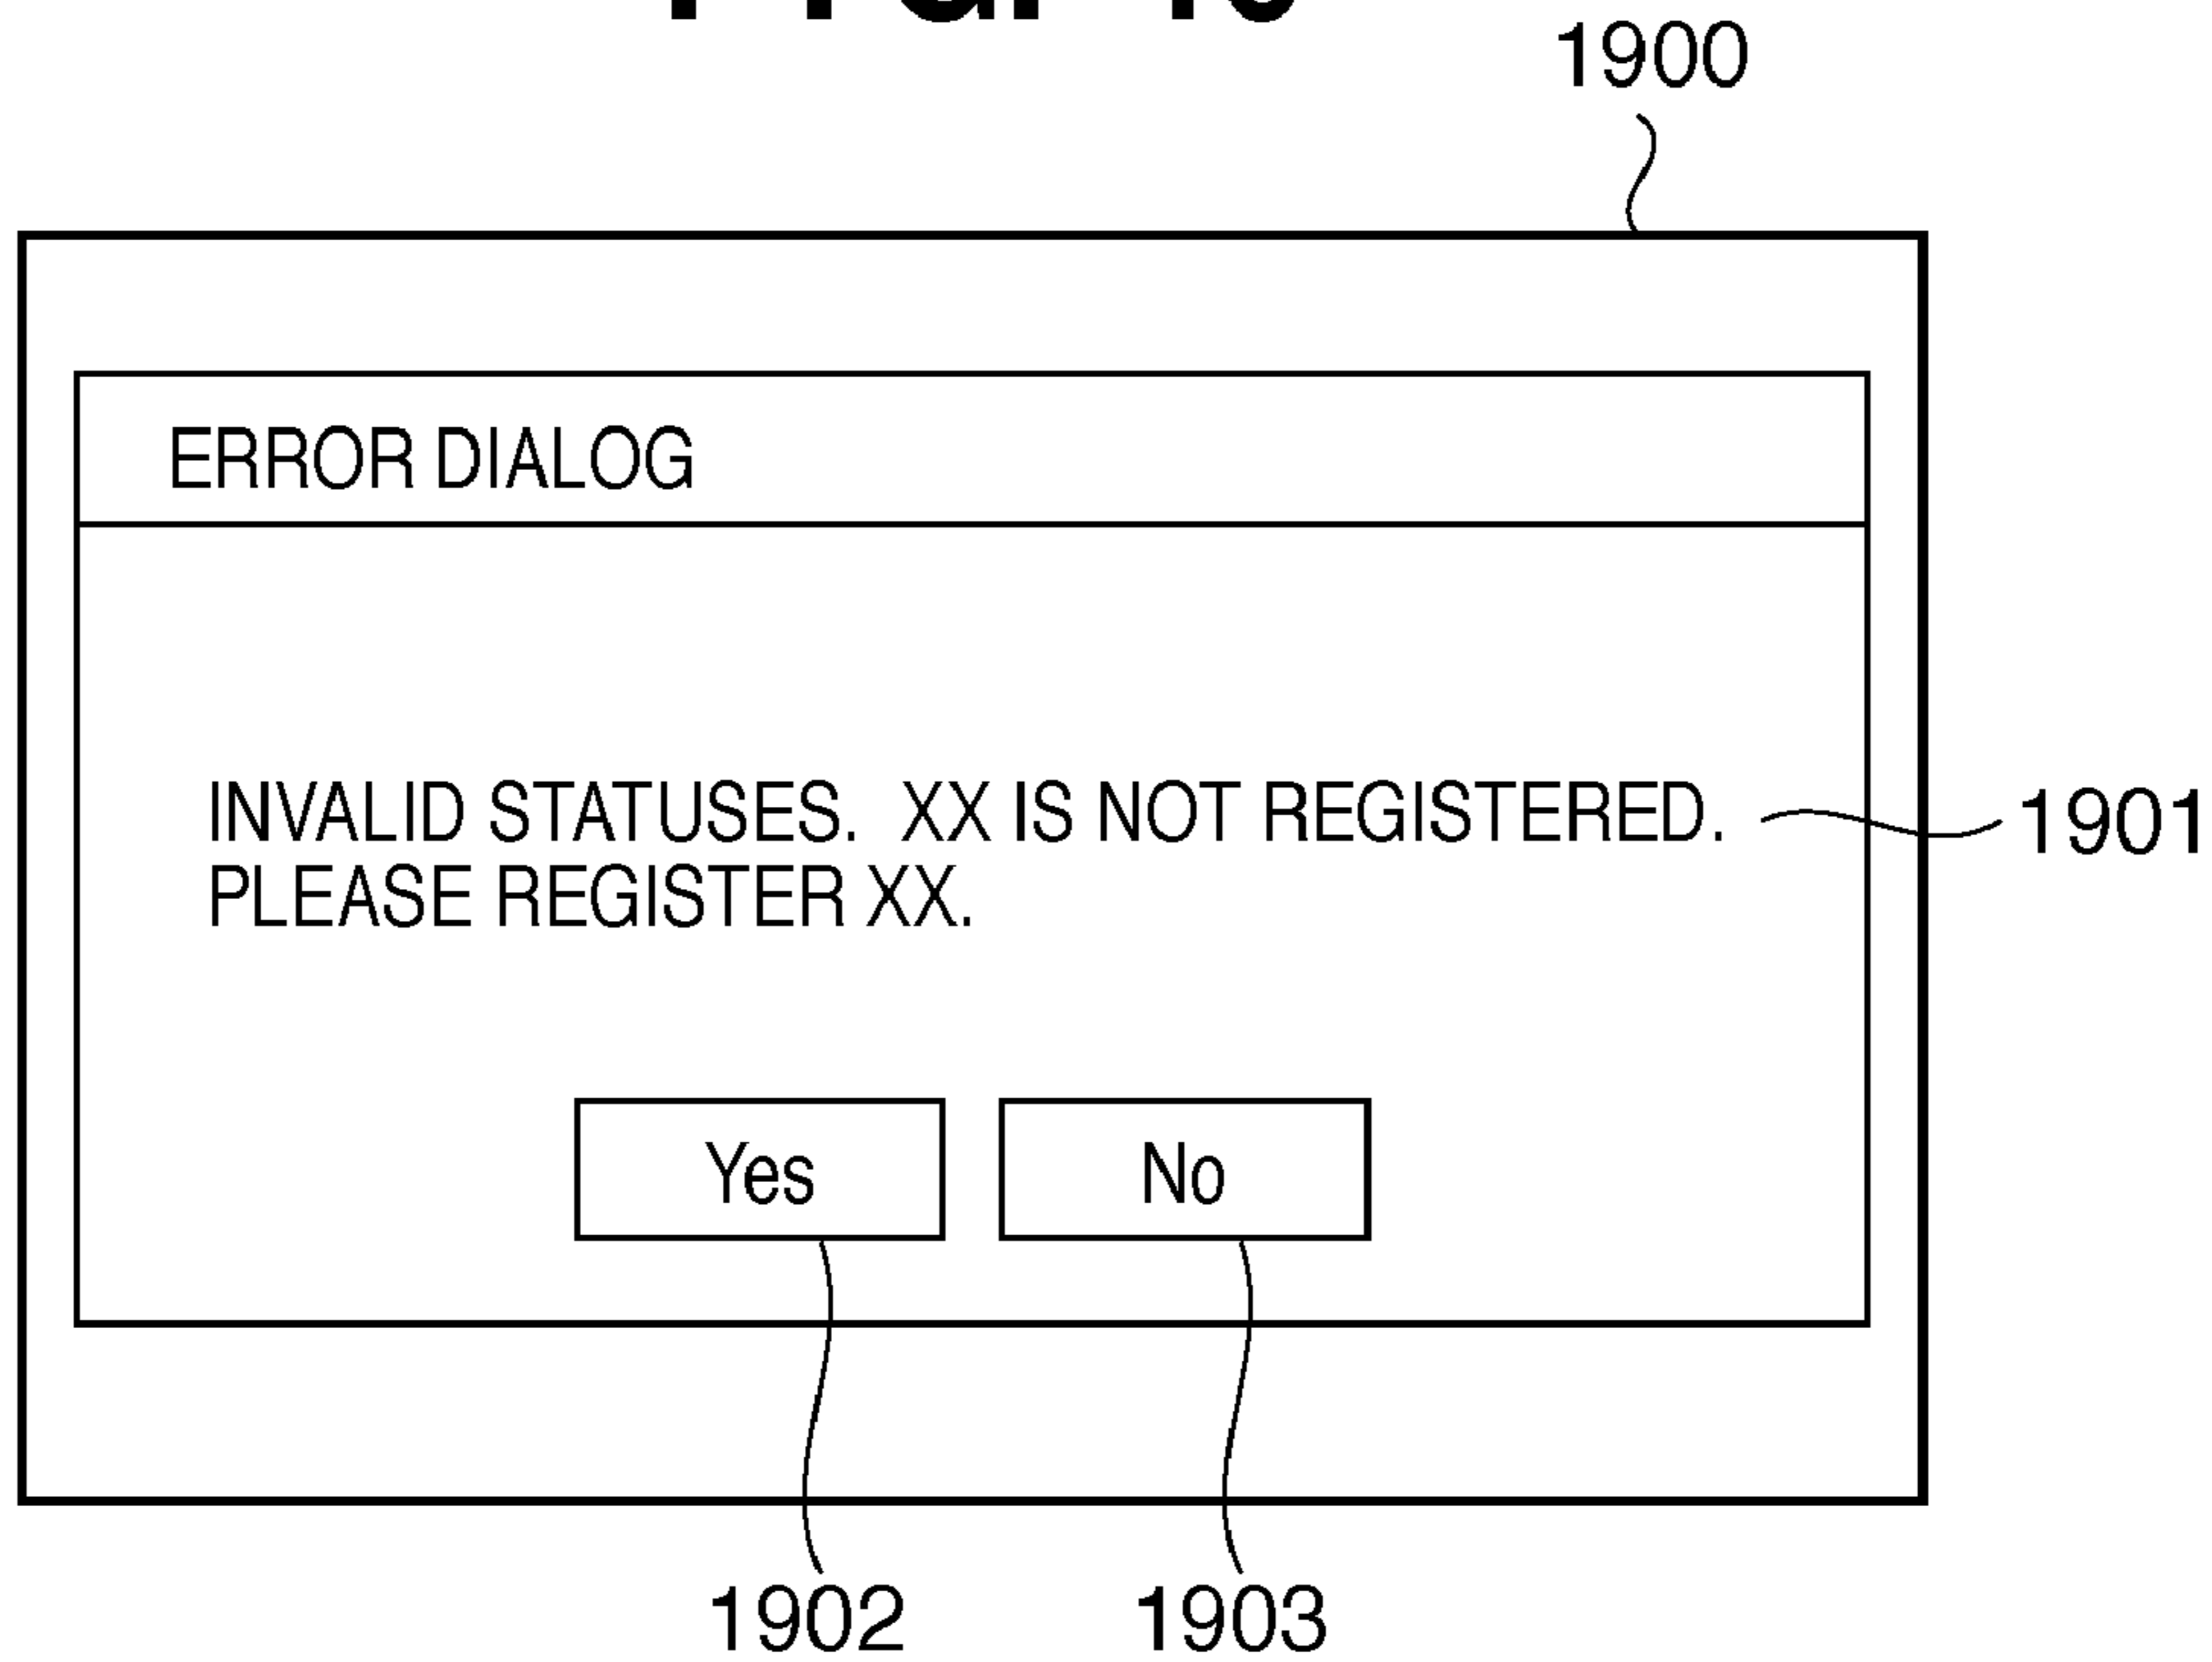 1900
ERROR DIALOG
INVALID STATUSES. XX IS NOT REGISTERED.
1901
PLEASE REGISTER XX.
Yes
No
1902
1903